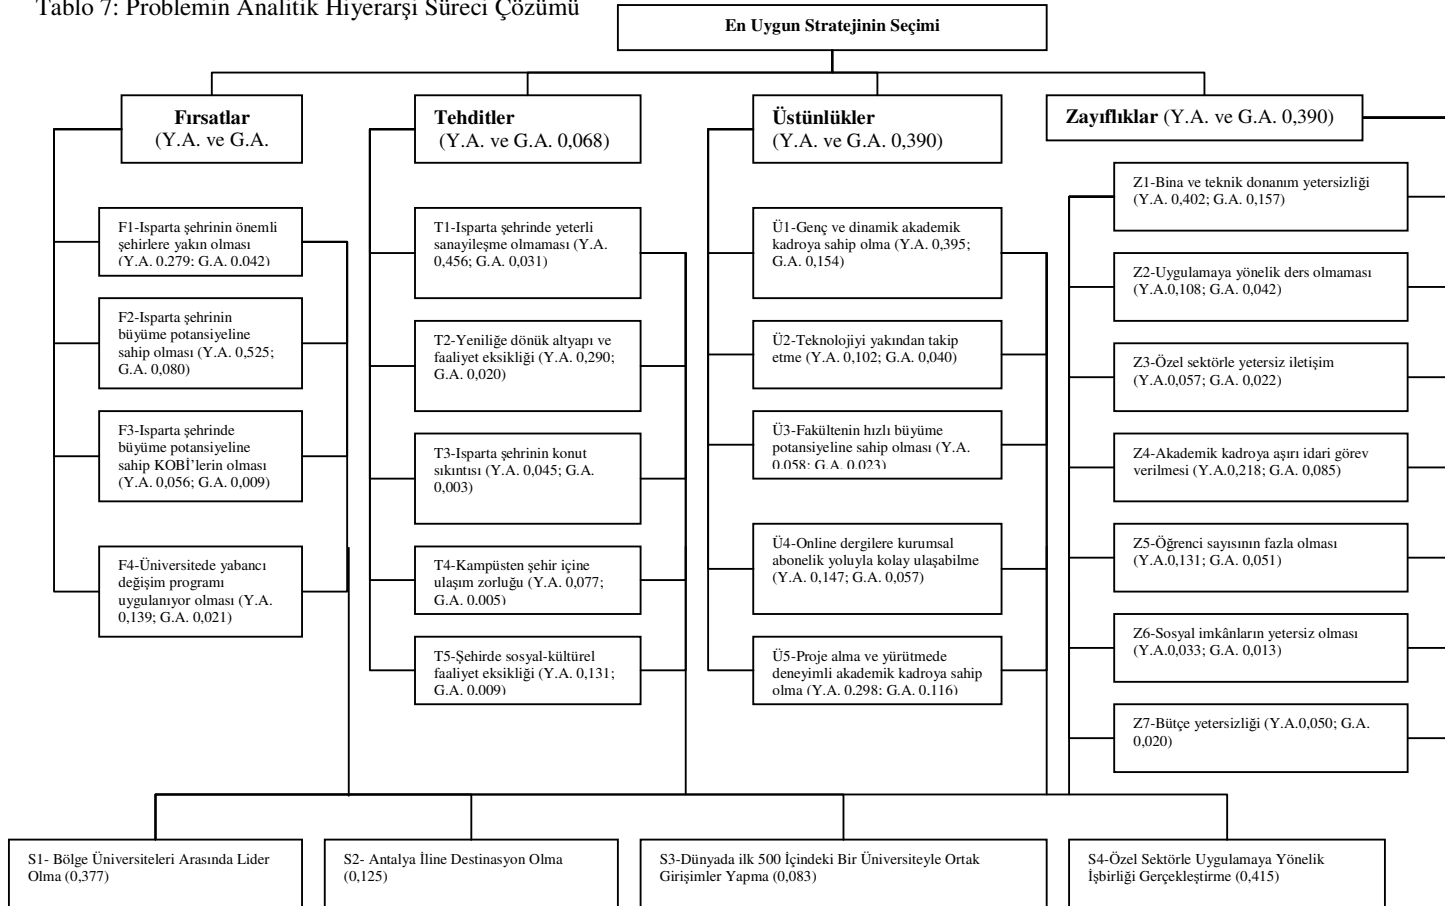 Tablo 7: Problemin Analitik Hiyerarşi Süreci Çözümü
En Uygun Stratejinin Seçimi
Fırsatlar
(Y.A. ve G.A.
Tehditler
(Y.A. ve G.A. 0,068)
Üstünlükler
(Y.A. ve G.A. 0,390)
Zayıflıklar (Y.A. ve G.A. 0,390)
F1-Isparta şehrinin önemli
şehirlere yakın olması
(Y.A. 0.279; G.A. 0.042)
F2-Isparta şehrinin
büyüme potansiyeline
sahip olması (Y.A. 0,525;
G.A. 0,080)
F3-Isparta şehrinde
büyüme potansiyeline
sahip KOBİ’lerin olması
(Y.A. 0,056; G.A. 0,009)
F4-Üniversitede yabancı
değişim programı
uygulanıyor olması (Y.A.
0,139; G.A. 0,021)
T1-Isparta şehrinde yeterli
sanayileşme olmaması (Y.A.
0,456; G.A. 0,031)
T2-Yeniliğe dönük altyapı ve
faaliyet eksikliği (Y.A. 0,290;
G.A. 0,020)
T3-Isparta şehrinin konut
sıkıntısı (Y.A. 0,045; G.A.
0,003)
T4-Kampüsten şehir içine
ulaşım zorluğu (Y.A. 0,077;
G.A. 0.005)
T5-Şehirde sosyal-kültürel
faaliyet eksikliği (Y.A. 0,131;
G.A. 0.009)
Ü1-Genç ve dinamik akademik
kadroya sahip olma (Y.A. 0,395;
G.A. 0,154)
Ü2-Teknolojiyi yakından takip
etme (Y.A. 0,102; G.A. 0,040)
Ü3-Fakültenin hızlı büyüme
potansiyeline sahip olması (Y.A.
0.058; G.A. 0.023)
Ü4-Online dergilere kurumsal
abonelik yoluyla kolay ulaşabilme
(Y.A. 0,147; G.A. 0,057)
Ü5-Proje alma ve yürütmede
deneyimli akademik kadroya sahip
olma (Y.A. 0.298; G.A. 0.116)
Z1-Bina ve teknik donanım yetersizliği
(Y.A. 0,402; G.A. 0,157)
Z2-Uygulamaya yönelik ders olmaması
(Y.A.0,108; G.A. 0,042)
Z3-Özel sektörle yetersiz iletişim
(Y.A.0,057; G.A. 0,022)
Z4-Akademik kadroya aşırı idari görev
verilmesi (Y.A.0,218; G.A. 0,085)
Z5-Öğrenci sayısının fazla olması
(Y.A.0,131; G.A. 0,051)
Z6-Sosyal imkânların yetersiz olması
(Y.A.0,033; G.A. 0,013)
Z7-Bütçe yetersizliği (Y.A.0,050; G.A.
0,020)
S1- Bölge Üniversiteleri Arasında Lider
Olma (0,377)
S2- Antalya İline Destinasyon Olma
(0,125)
S3-Dünyada ilk 500 İçindeki Bir Üniversiteyle Ortak
Girişimler Yapma (0,083)
S4-Özel Sektörle Uygulamaya Yönelik
İşbirliği Gerçekleştirme (0,415)